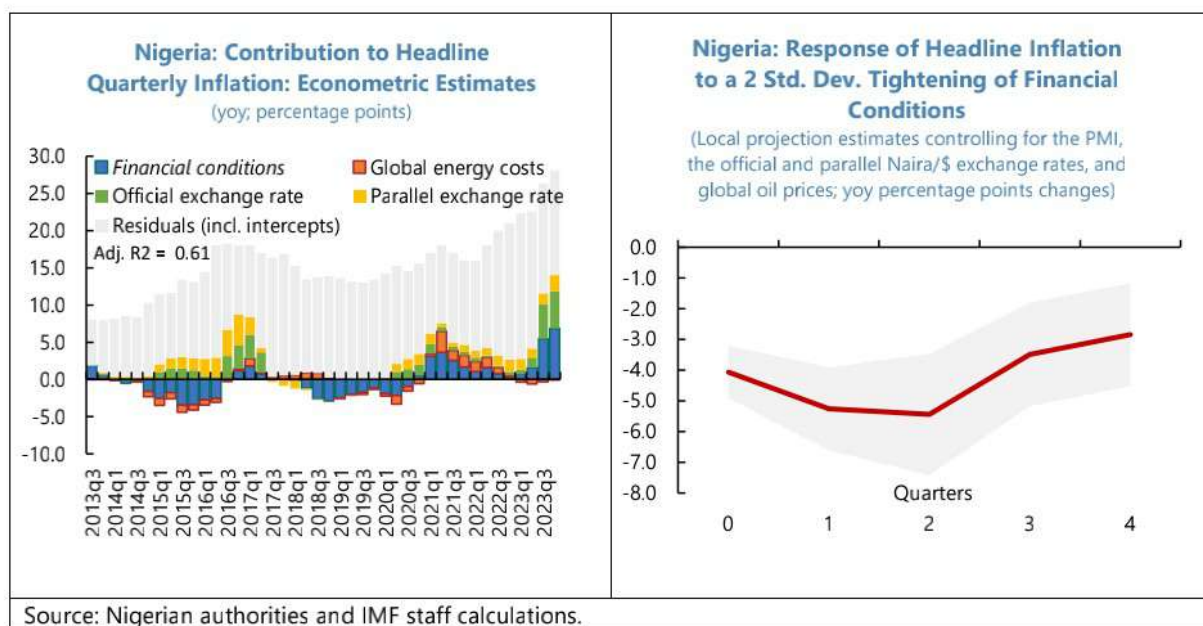 Nigeria: Contribution to Headline
Quarterly Inflation: Econometric Estimates
(yoy; percentage points)
30.0
25.0
20.0
15.0
10.0
5.0
0.0
-5.0
-10.0
Financial conditions
Global energy costs
Official exchange rate
Parallel exchange rate
Residuals (incl. intercepts)
Adj. R2 = 0.61
2013q3
2014q1
2014q3
2015q1
2015q3
2016q1
2016q3
2017q1
2017q3
2018q1
2018q3
2019q1
2019q3
2020q1
2020q3
2021q1
2021q3
2022q1
2022q3
2023q1
2023q3
Nigeria: Response of Headline Inflation
to a 2 Std. Dev. Tightening of Financial
Conditions
(Local projection estimates controlling for the PMI,
the official and parallel Naira/$ exchange rates, and
global oil prices; yoy percentage points changes)
0.0
-1.0
-2.0
-3.0
-4.0
-5.0
-6.0
-7.0
-8.0
Quarters
0 1 2 3 4
Source: Nigerian authorities and IMF staff calculations.